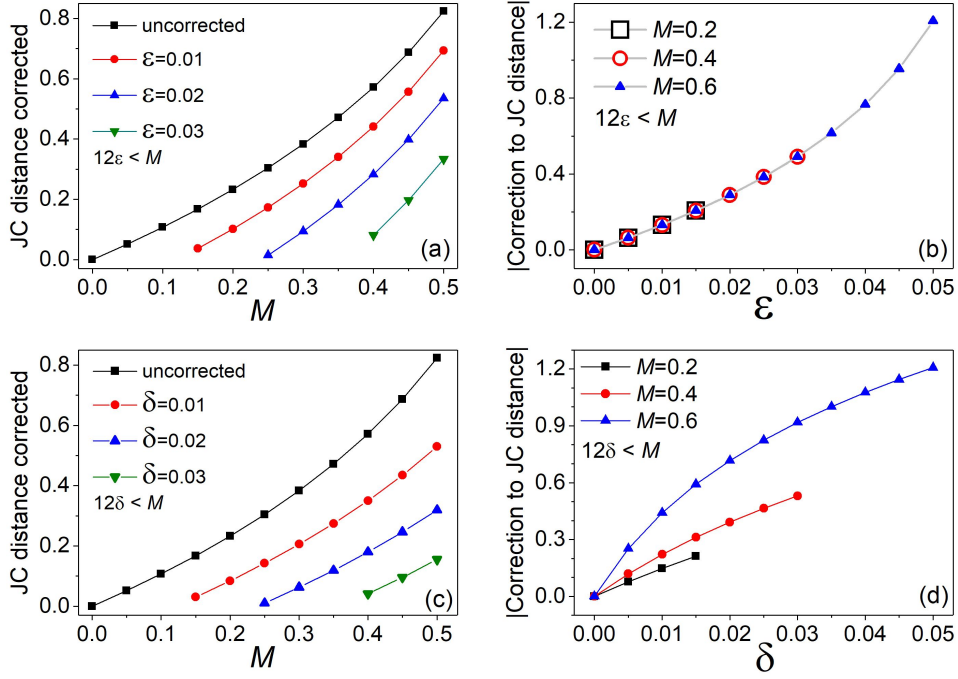 JC distance corrected
0.8
0.6
0.4
0.2
0.0
uncorrected
ε=0.01
ε=0.02
ε=0.03
12ε < M
(a)
0.0 0.1 0.2 0.3 0.4 0.5
M
|Correction to JC distance|
1.2
0.8
0.4
0.0
M=0.2
M=0.4
M=0.6
12ε < M
(b)
0.00 0.01 0.02 0.03 0.04 0.05
ε
JC distance corrected
0.8
0.6
0.4
0.2
0.0
uncorrected
δ=0.01
δ=0.02
δ=0.03
12δ < M
(c)
0.0 0.1 0.2 0.3 0.4 0.5
M
|Correction to JC distance|
1.2
0.9
0.6
0.3
0.0
M=0.2
M=0.4
M=0.6
12δ < M
(d)
0.00 0.01 0.02 0.03 0.04 0.05
δ